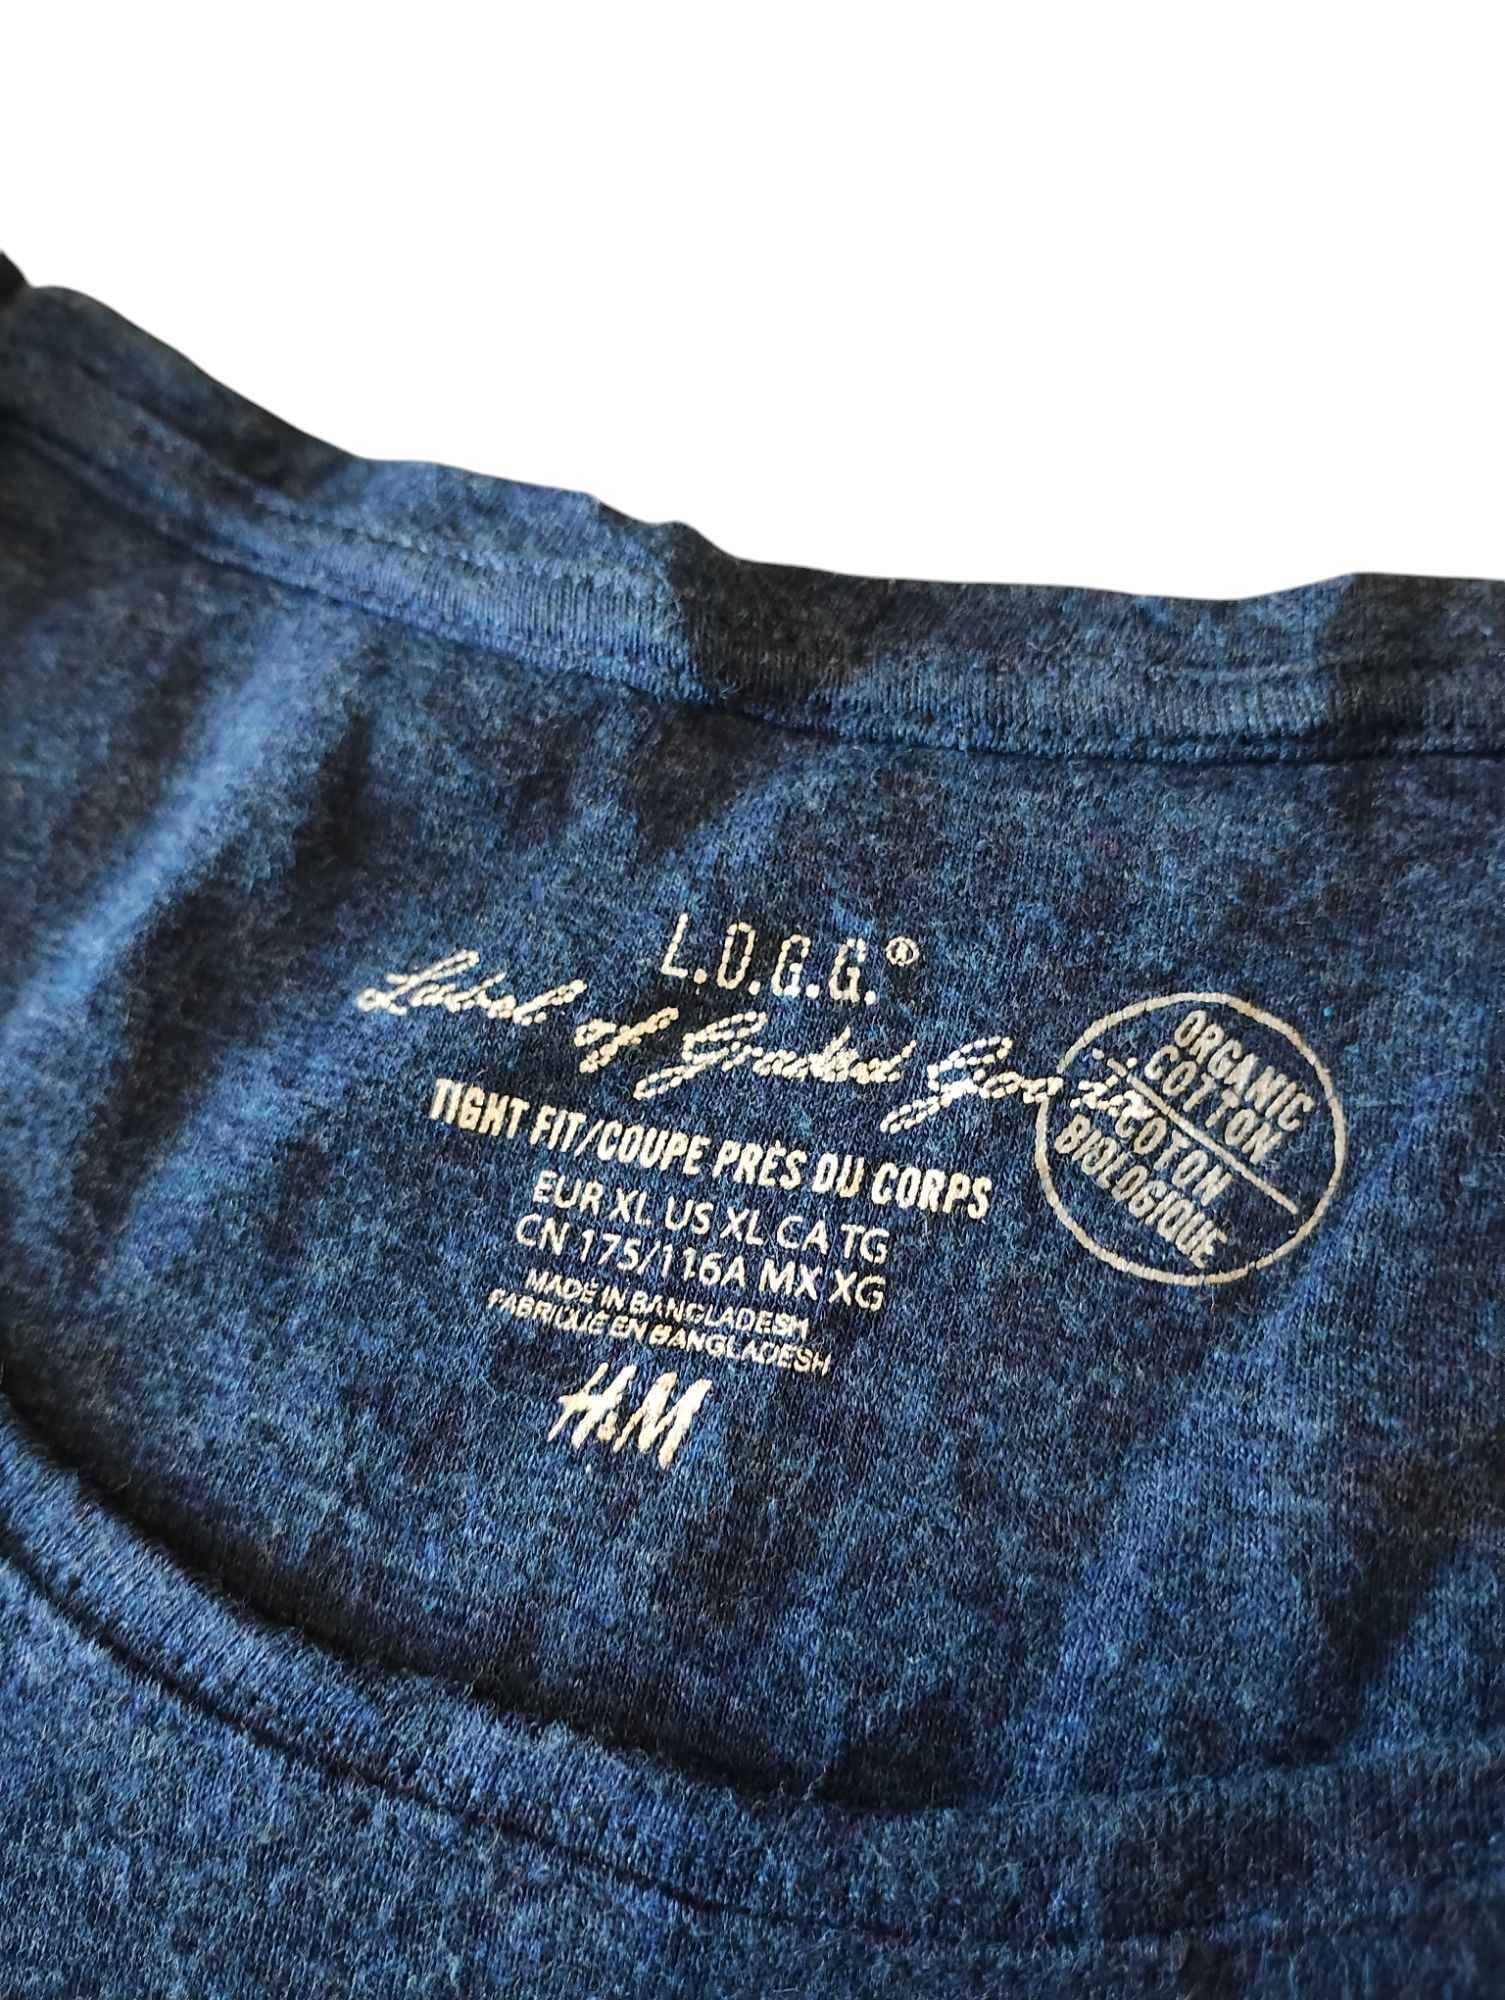 L.O.G.G.®
Label of Graded Goods
TIGHT FIT/COUPE PRÈS DU CORPS
EUR XL US XL CA TG
CN 175/116A MX XG
MADE IN BANGLADESH
FABRIQUE EN BANGLADESH
H&M
ORGANIC
COTTON
COTON
BIOLOGIQUE